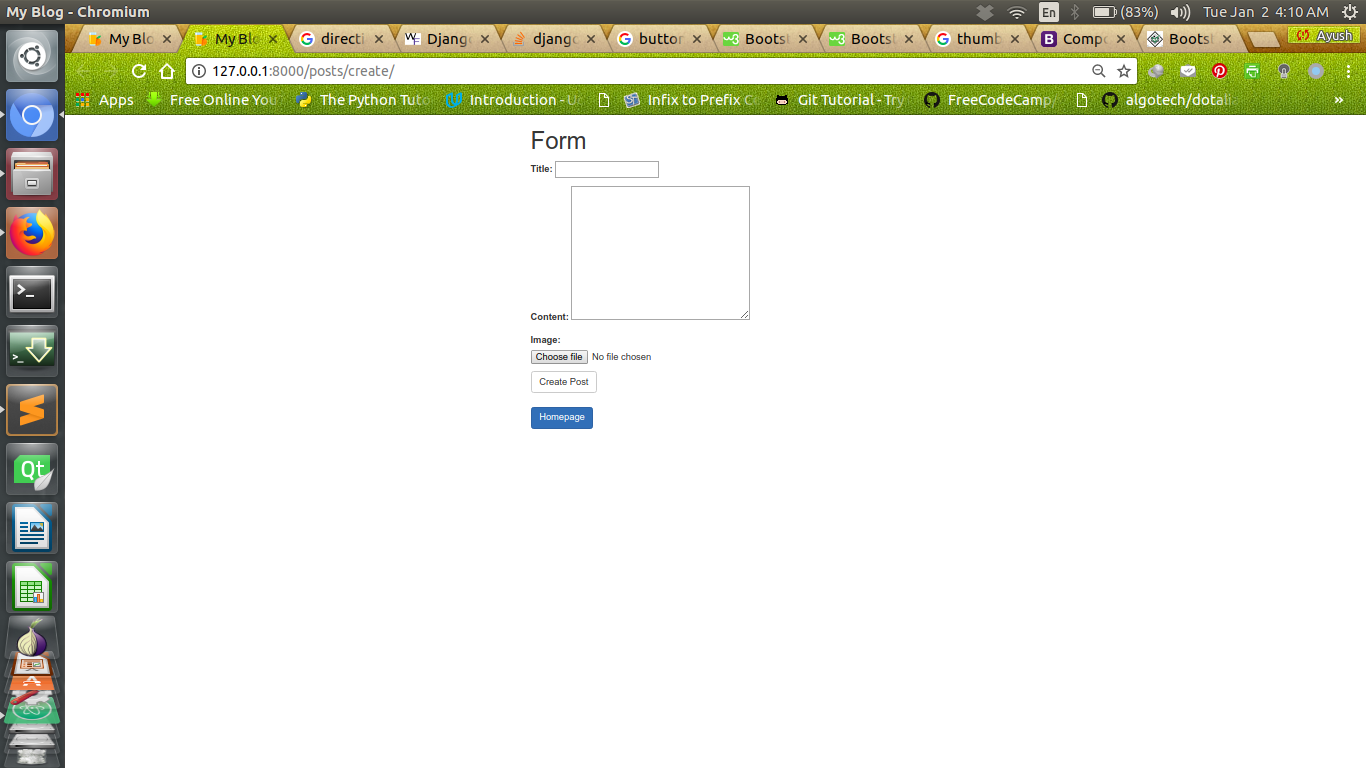 My Blog - Chromium
En
(83%)
Tue Jan 2 4:10 AM
My Blo
My Blo
directi
Djang
djang
button
Boots
Boots
thumb
Compo
Boots
Ayush
127.0.0.1:8000/posts/create/
Apps
Free Online You
The Python Tuto
Introduction - U
Infix to Prefix C
Git Tutorial - Try
FreeCodeCamp/
algotech/dotali
»
Form
Title:
Content:
Image:
Choose file No file chosen
Create Post
Homepage
Qt